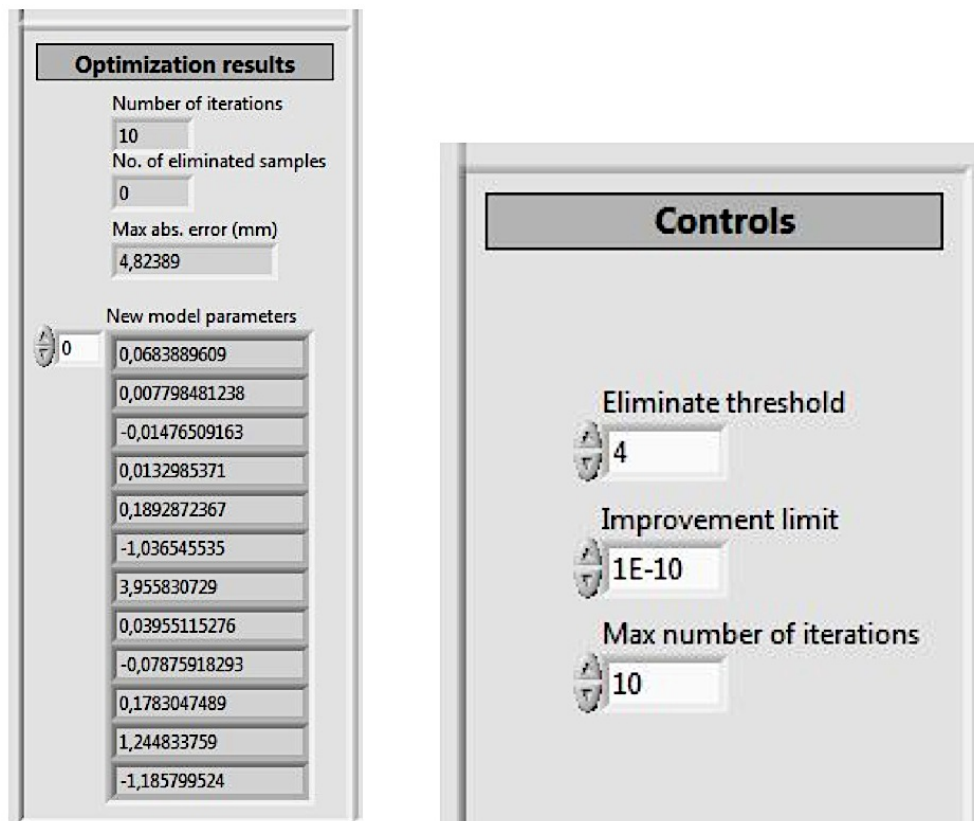 Optimization results
Number of iterations
10
No. of eliminated samples
0
Max abs. error (mm)
4,82389
New model parameters
0
0,0683889609
0,007798481238
-0,01476509163
0,0132985371
0,1892872367
-1,036545535
3,955830729
0,03955115276
-0,07875918293
0,1783047489
1,244833759
-1,185799524
Controls
Eliminate threshold
4
Improvement limit
1E-10
Max number of iterations
10